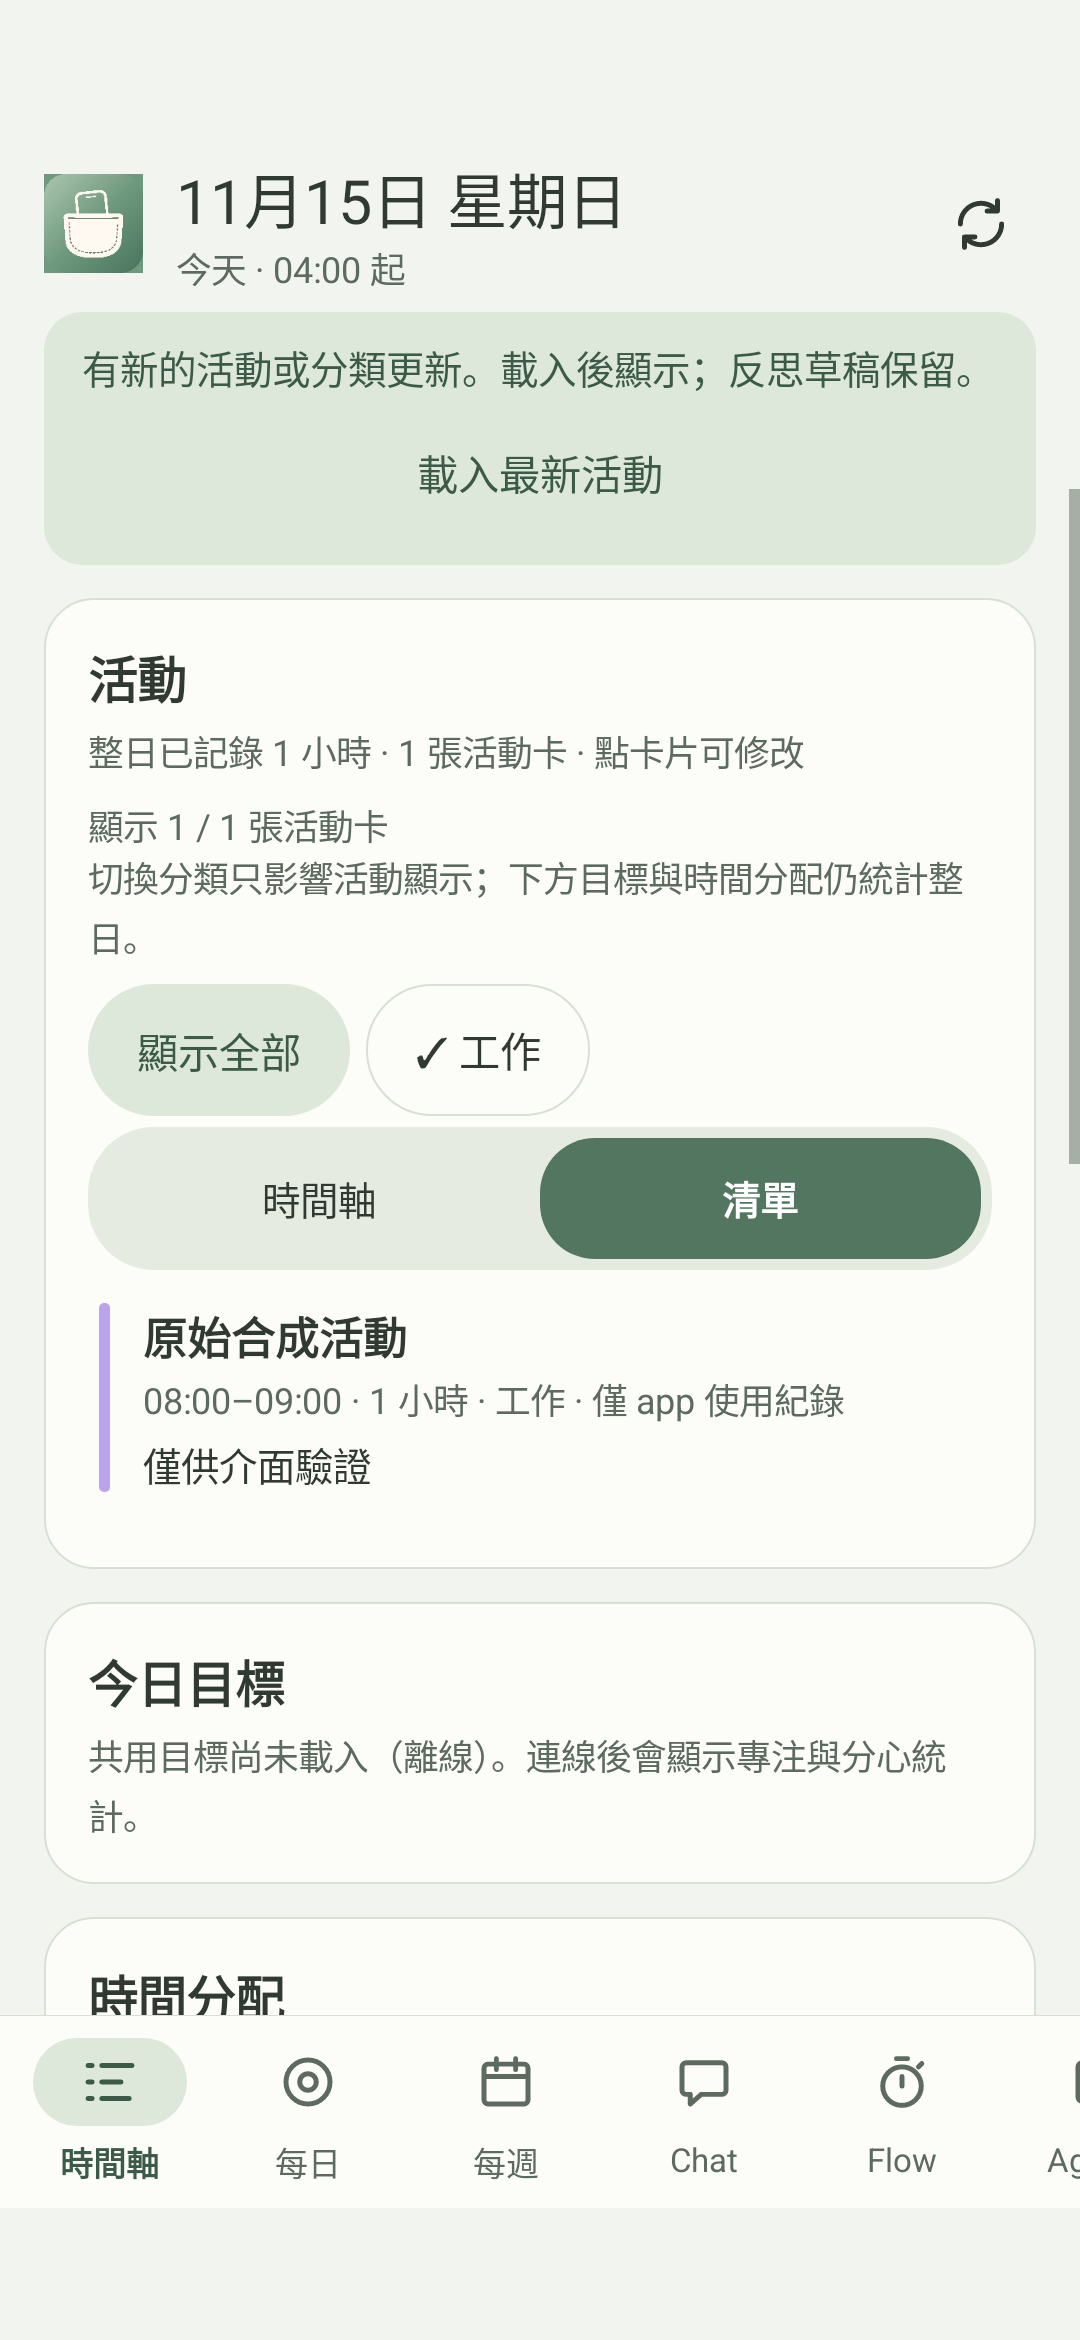 11月15日 星期日
今天 · 04:00 起
有新的活動或分類更新。載入後顯示；反思草稿保留。
載入最新活動
活動
整日已記錄 1 小時 · 1 張活動卡 · 點卡片可修改
顯示 1 / 1 張活動卡
切換分類只影響活動顯示；下方目標與時間分配仍統計整
日。
顯示全部
✓ 工作
時間軸
清單
原始合成活動
08:00–09:00 · 1 小時 · 工作 · 僅 app 使用紀錄
僅供介面驗證
今日目標
共用目標尚未載入（離線）。連線後會顯示專注與分心統
計。
時間分配
時間軸
每日
每週
Chat
Flow